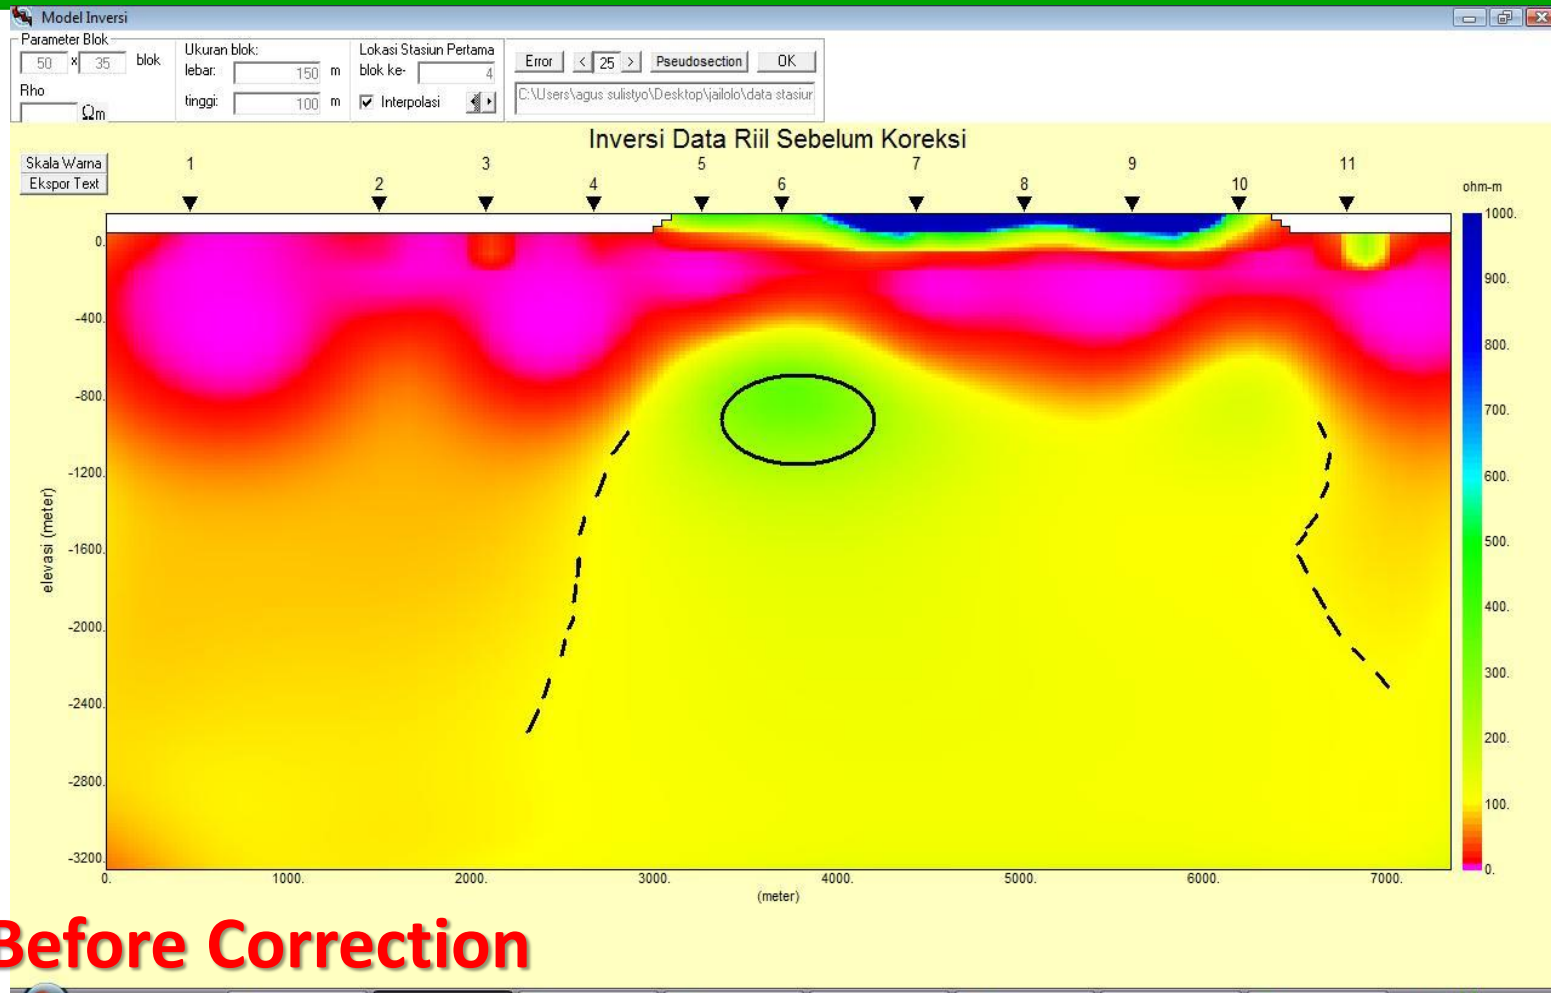 Model Inversi
Parameter Blok
50 x 35 blok
Rho
Ωm
Ukuran blok:
lebar: 150 m
tinggi: 100 m
Lokasi Stasiun Pertama
blok ke- 4
Interpolasi
Error < 25 > Pseudosection OK
C:\Users\agus sulistyo\Desktop\jailolo\data stasiur
Inversi Data Riil Sebelum Koreksi
Skala Warna
Ekspor Text
1 3 5 7 9 11
2 4 6 8 10
ohm-m
1000.
900.
800.
700.
600.
500.
400.
300.
200.
100.
0.
elevasi (meter)
0.
-400.
-800.
-1200.
-1600.
-2000.
-2400.
-2800.
-3200.
0. 1000. 2000. 3000. 4000. 5000. 6000. 7000.
(meter)
Before Correction